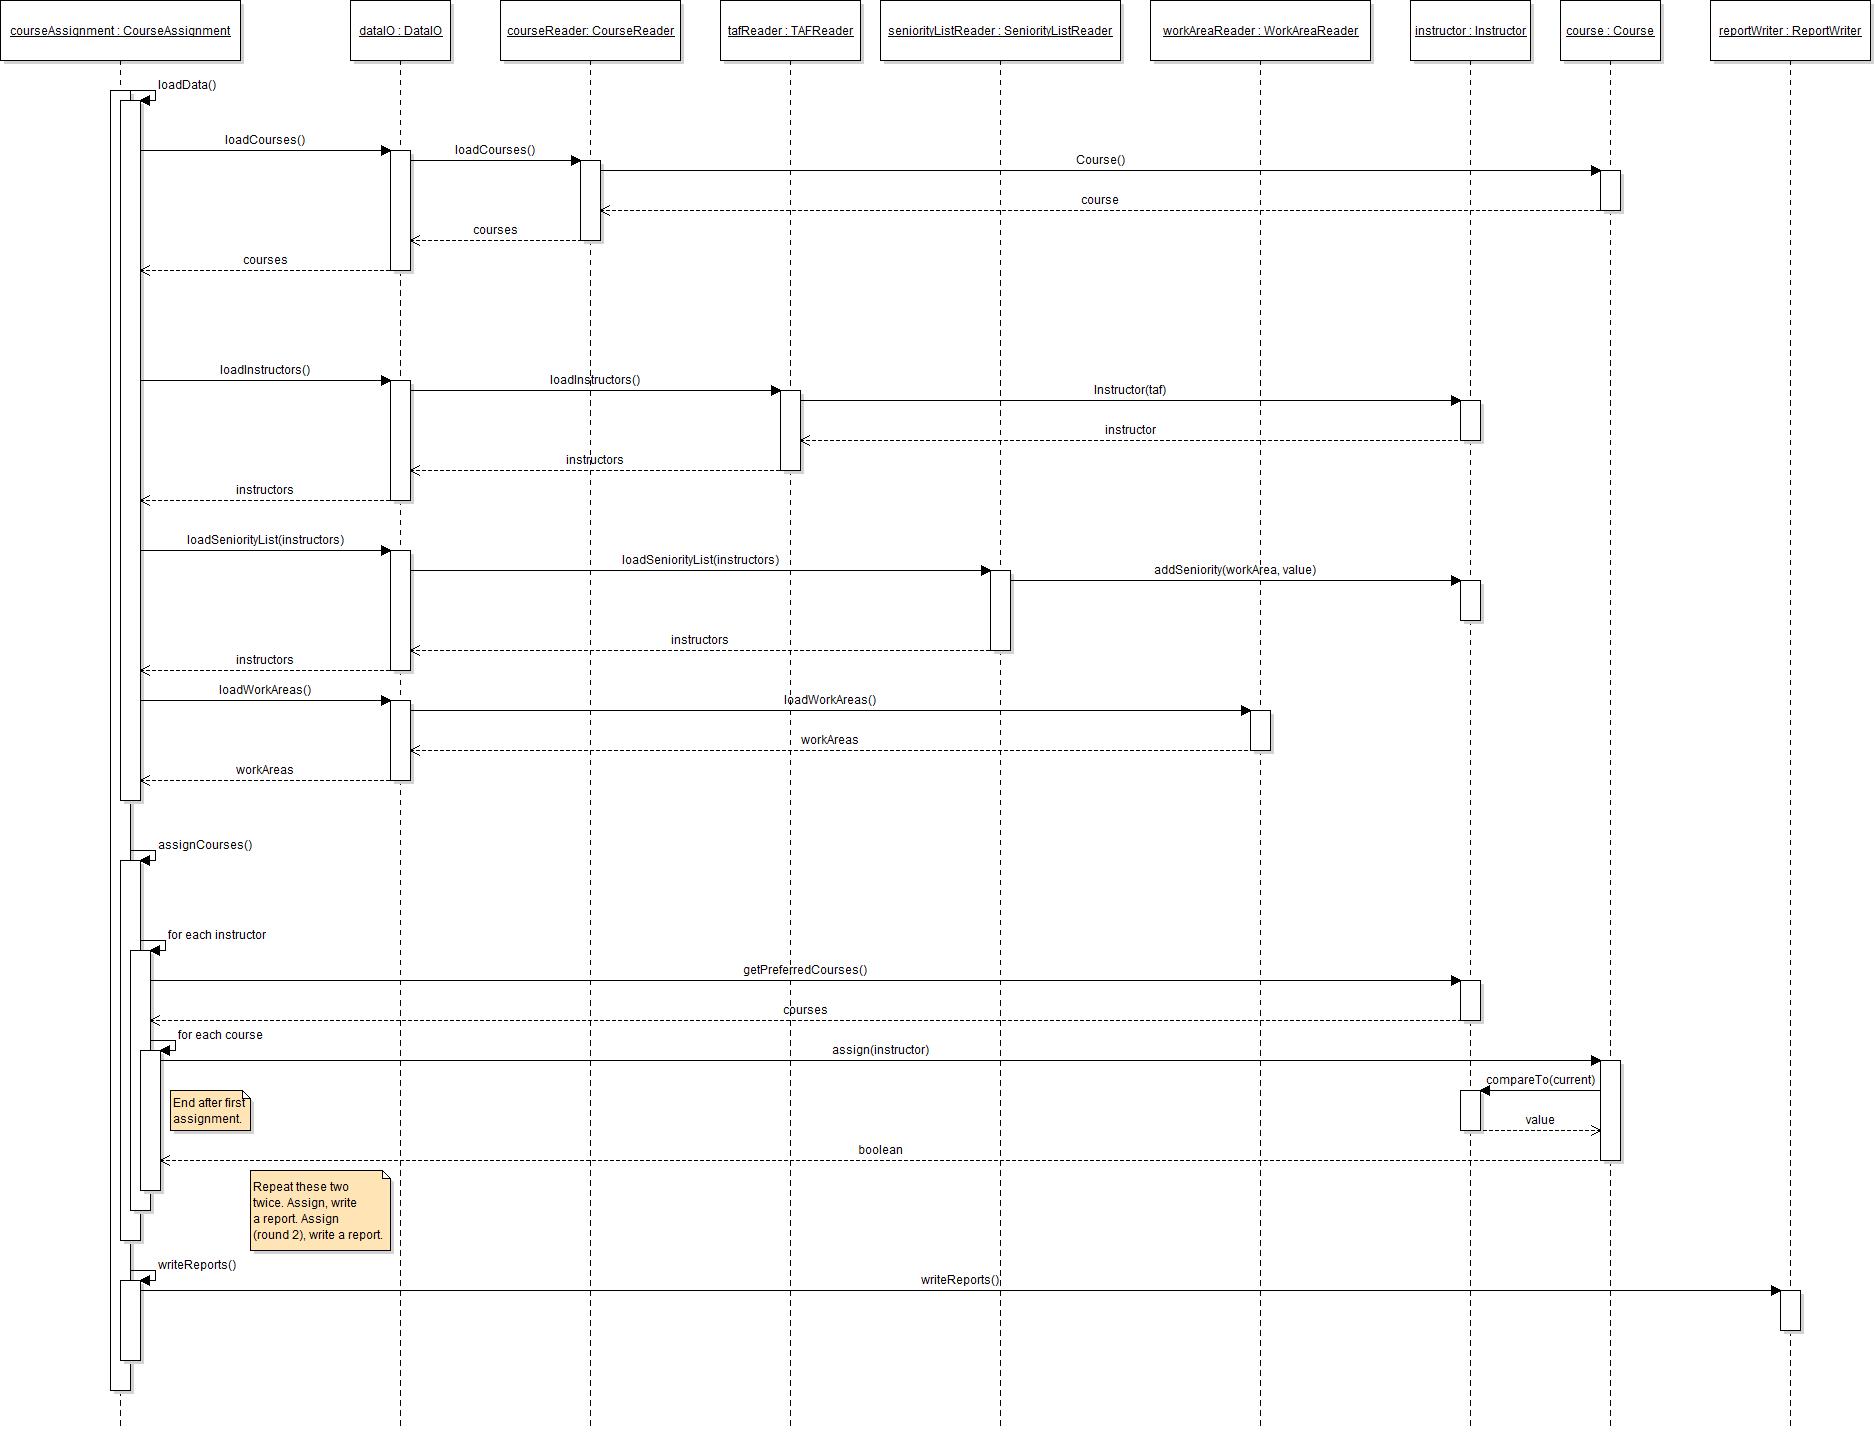 courseAssignment : CourseAssignment
dataIO : DataIO
courseReader: CourseReader
tafReader : TAFReader
seniorityListReader : SeniorityListReader
workAreaReader : WorkAreaReader
instructor : Instructor
course : Course
reportWriter : ReportWriter
loadData()
loadCourses()
loadCourses()
Course()
course
courses
courses
loadInstructors()
loadInstructors()
Instructor(taf)
instructor
instructors
instructors
loadSeniorityList(instructors)
loadSeniorityList(instructors)
addSeniority(workArea, value)
instructors
instructors
loadWorkAreas()
loadWorkAreas()
workAreas
workAreas
assignCourses()
for each instructor
getPreferredCourses()
courses
for each course
assign(instructor)
compareTo(current)
End after first
assignment.
value
boolean
Repeat these two
twice. Assign, write
a report. Assign
(round 2), write a report.
writeReports()
writeReports()